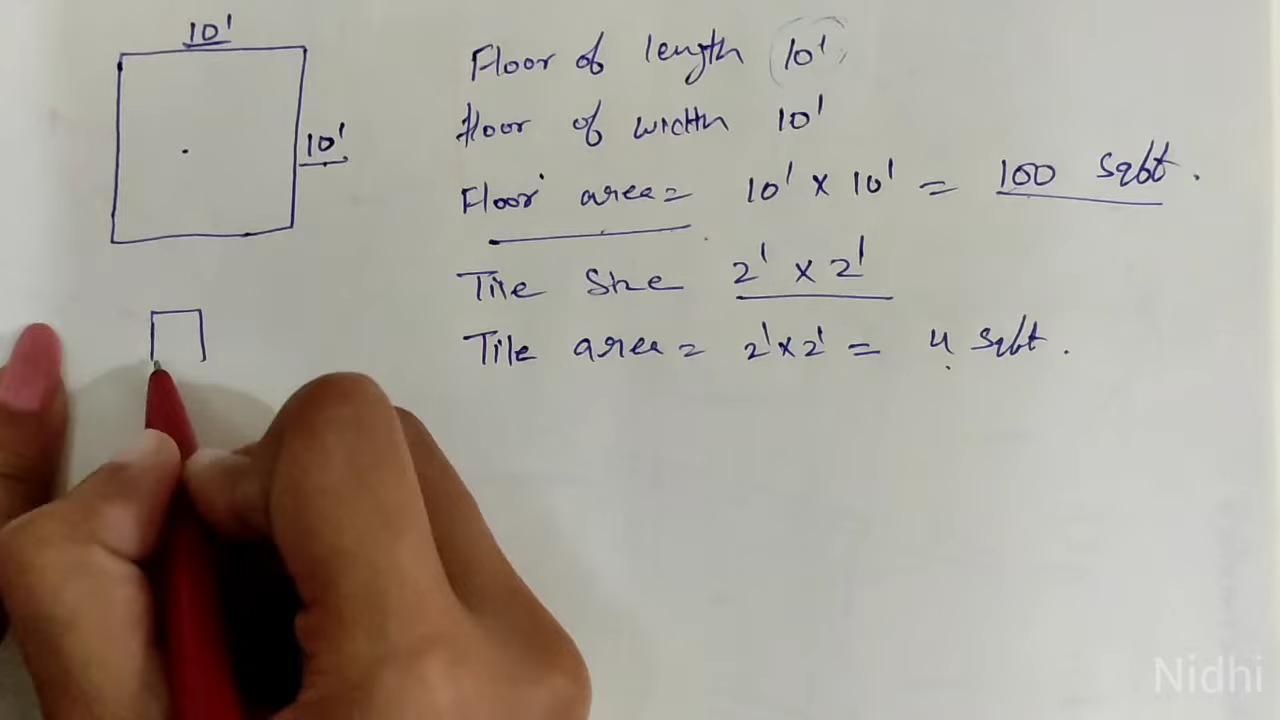 10'
10'
Floor of length 10'
floor of width 10'
Floor area = 10' x 10' = 100 Sqft.
Tile Size 2' x 2'
Tile area = 2' x 2' = 4 Sqft.
Nidhi